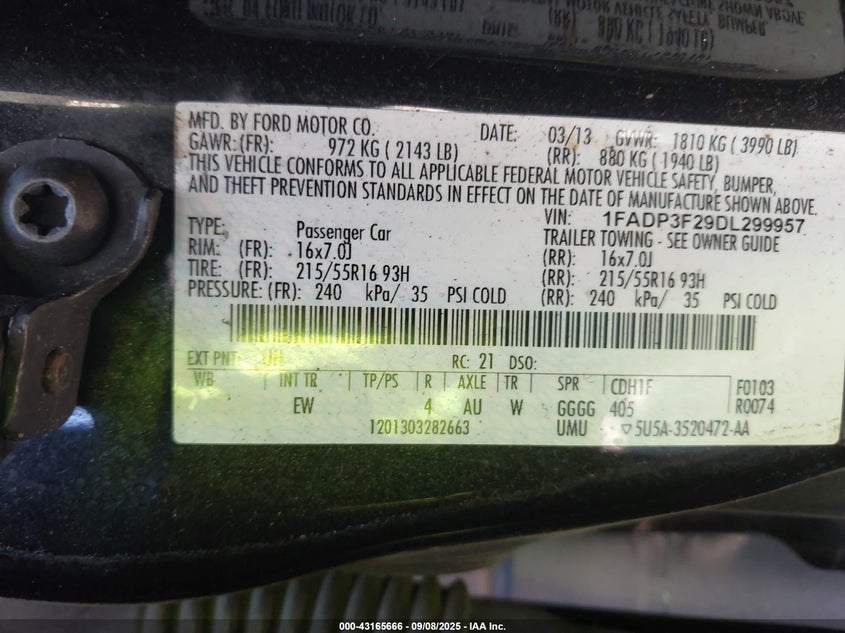 MFD. BY FORD MOTOR CO. DATE: 03/13 GVWR: 1810 KG ( 3990 LB)
GAWR: (FR) 972 KG ( 2143 LB) (RR): 880 KG ( 1940 LB)
THIS VEHICLE CONFORMS TO ALL APPLICABLE FEDERAL MOTOR VEHICLE SAFETY, BUMPER,
AND THEFT PREVENTION STANDARDS IN EFFECT ON THE DATE OF MANUFACTURE SHOWN ABOVE.
VIN: 1FADP3F29DL299957
TYPE: Passenger Car TRAILER TOWING - SEE OWNER GUIDE
RIM: (FR) 16x7.0J (RR): 16x7.0J
TIRE: (FR) 215/55R16 93H (RR): 215/55R16 93H
PRESSURE: (FR): 240 kPa/ 35 PSI COLD (RR): 240 kPa/ 35 PSI COLD
EXT PNT: RC: 21 DSO:
WB INT TR TP/PS R AXLE TR SPR CDH1F F0103
EW 4 AU W GGGG 405 R0074
1201303282663 UMU ▽5U5A-3520472-AA
000-43165666 - 09/08/2025 - IAA Inc.